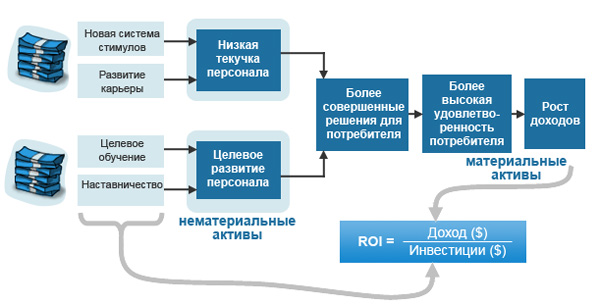 Новая система
стимулов
Развитие
карьеры
Низкая
текучка
персонала
Целевое
обучение
Наставничество
Целевое
развитие
персонала
нематериальные
активы
Более
совершенные
решения для
потребителя
Более
высокая
удовлетво-
ренность
потребителя
Рост
доходов
материальные
активы
ROI =
Доход ($)
Инвестиции ($)